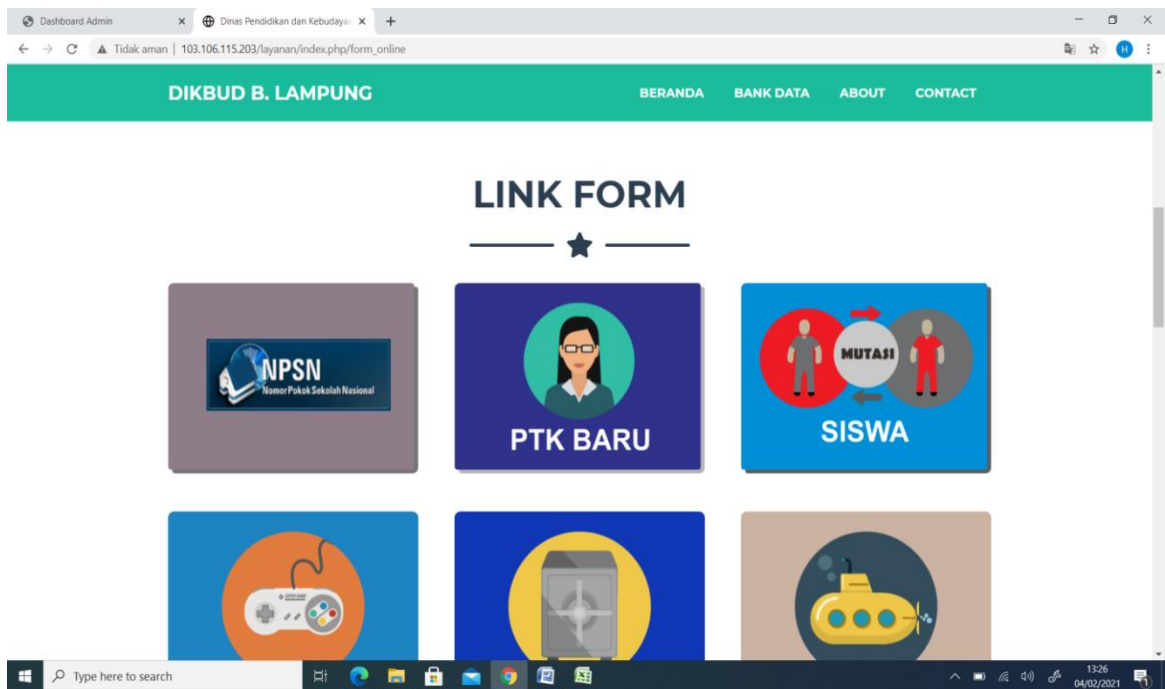 Dashboard Admin
Dinas Pendidikan dan Kebudayaa
Tidak aman | 103.106.115.203/layanan/index.php/form_online
H
DIKBUD B. LAMPUNG
BERANDA BANK DATA ABOUT CONTACT
LINK FORM
NPSN
Nomor Pokok Sekolah Nasional
PTK BARU
MUTASI
SISWA
Type here to search
13:26
04/02/2021
1